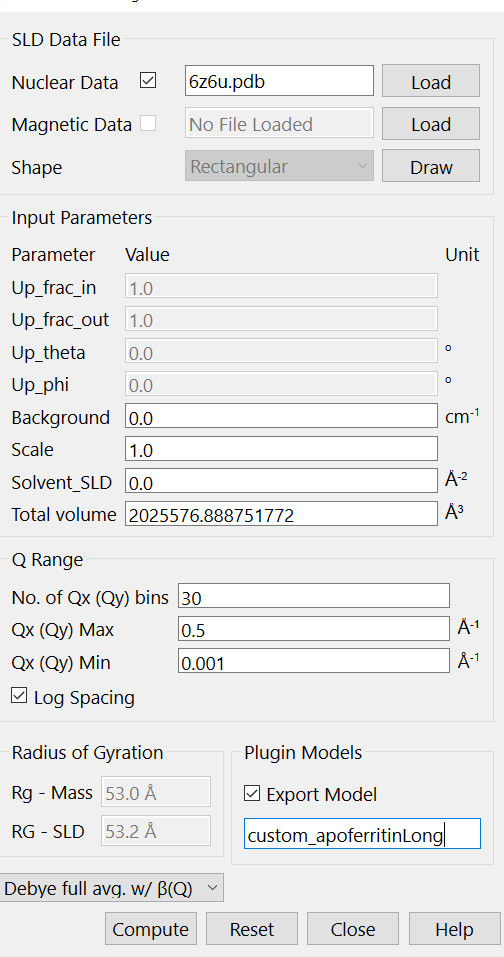 SLD Data File
Nuclear Data 6z6u.pdb Load
Magnetic Data No File Loaded Load
Shape Rectangular Draw
Input Parameters
Parameter Value Unit
Up_frac_in 1.0
Up_frac_out 1.0
Up_theta 0.0 º
Up_phi 0.0 º
Background 0.0 cm⁻¹
Scale 1.0
Solvent_SLD 0.0 Å⁻²
Total volume 2025576.888751772 Å³
Q Range
No. of Qx (Qy) bins 30
Qx (Qy) Max 0.5 Å⁻¹
Qx (Qy) Min 0.001 Å⁻¹
Log Spacing
Radius of Gyration
Rg - Mass 53.0 Å
RG - SLD 53.2 Å
Plugin Models
Export Model
custom_apoferritinLong
Debye full avg. w/ β(Q)
Compute Reset Close Help